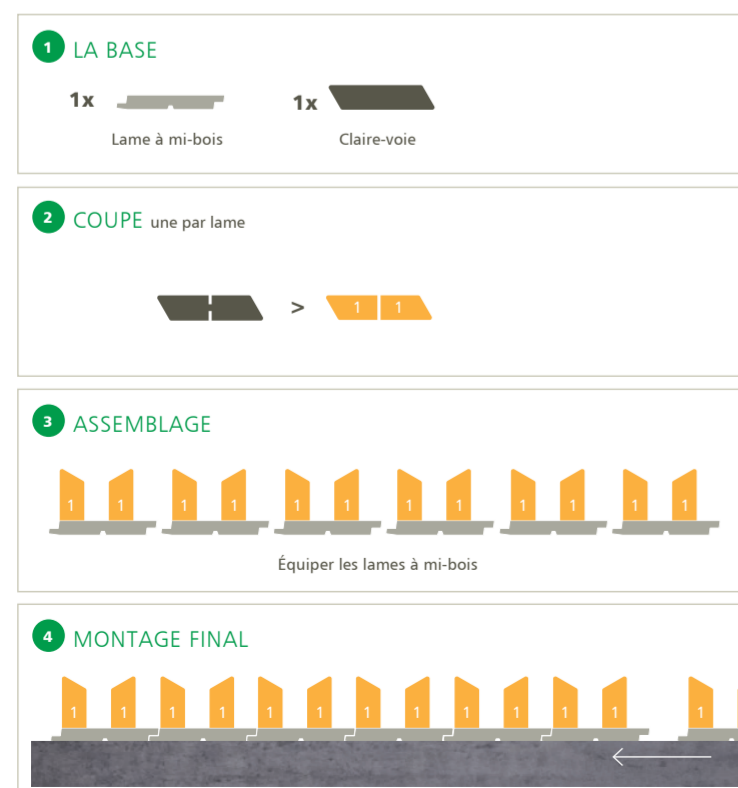 1 LA BASE
1x 1x
Lame à mi-bois Claire-voie
2 COUPE une par lame
> 1 1
3 ASSEMBLAGE
1 1 1 1 1 1 1 1 1 1 1 1
Équiper les lames à mi-bois
4 MONTAGE FINAL
1 1 1 1 1 1 1 1 1 1 1 1 1